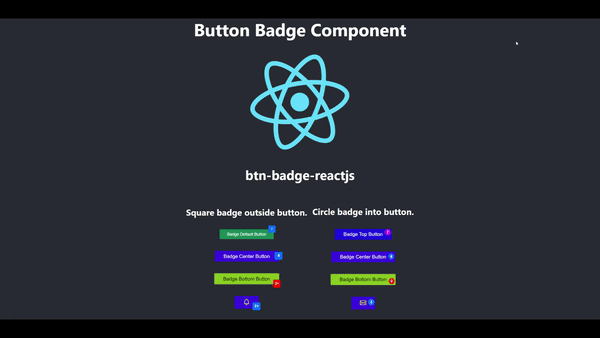 Button Badge Component
btn-badge-reactjs
Square badge outside button. Circle badge into button.
Badge Default Button
Badge Top Button
Badge Center Button
Badge Center Button
Badge Bottom Button
Badge Bottom Button